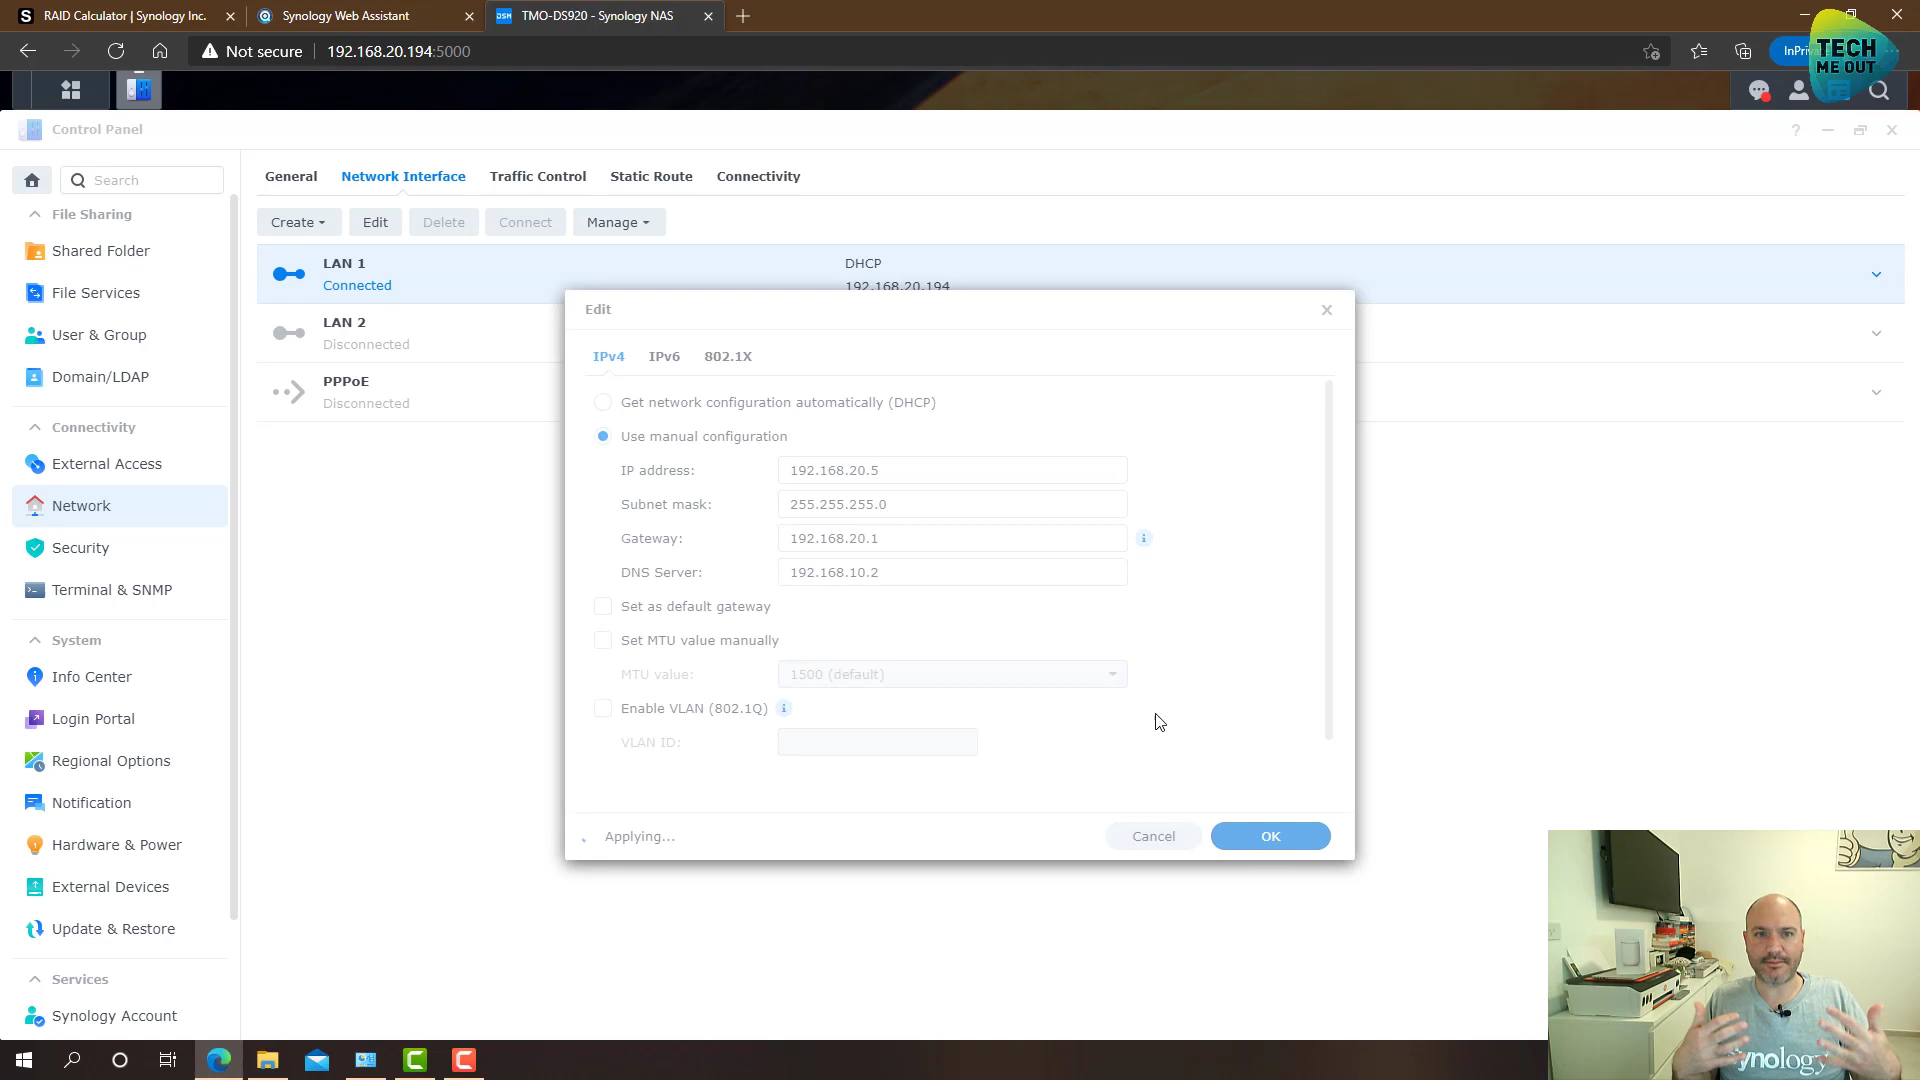 RAID Calculator | Synology Inc.
Synology Web Assistant
DSM
TMO-DS920 - Synology NAS
Not secure
192.168.20.194:5000
TECH
ME OUT
Control Panel
?
Search
File Sharing
Shared Folder
File Services
User & Group
Domain/LDAP
Connectivity
External Access
Network
Security
Terminal & SNMP
System
Info Center
Login Portal
Regional Options
Notification
Hardware & Power
External Devices
Update & Restore
Services
Synology Account
General
Network Interface
Traffic Control
Static Route
Connectivity
Create
Edit
Delete
Connect
Manage
LAN 1
Connected
DHCP
192.168.20.194
LAN 2
Disconnected
PPPoE
Disconnected
Edit
IPv4
IPv6
802.1X
Get network configuration automatically (DHCP)
Use manual configuration
IP address:
192.168.20.5
Subnet mask:
255.255.255.0
Gateway:
192.168.20.1
DNS Server:
192.168.10.2
Set as default gateway
Set MTU value manually
MTU value:
1500 (default)
Enable VLAN (802.1Q)
VLAN ID:
Applying...
Cancel
OK
synology